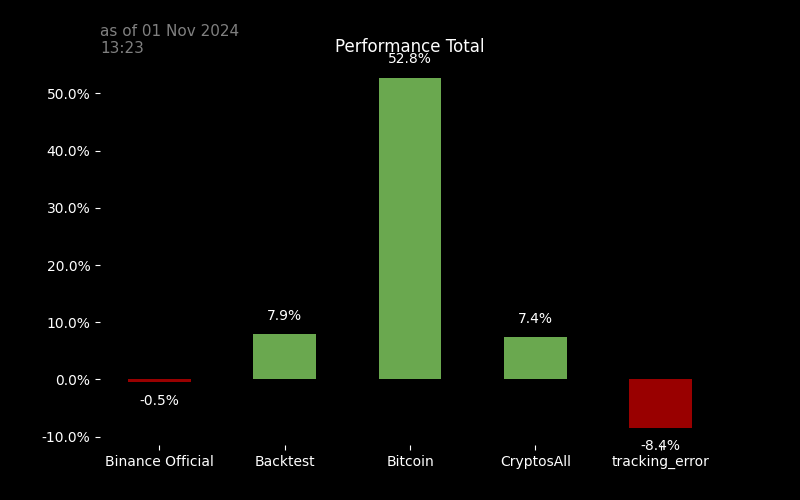 as of 01 Nov 2024
13:23
Performance Total
52.8%
50.0%
40.0%
30.0%
20.0%
10.0%
0.0%
-10.0%
-0.5%
7.9%
7.4%
-8.4%
Binance Official
Backtest
Bitcoin
CryptosAll
tracking_error